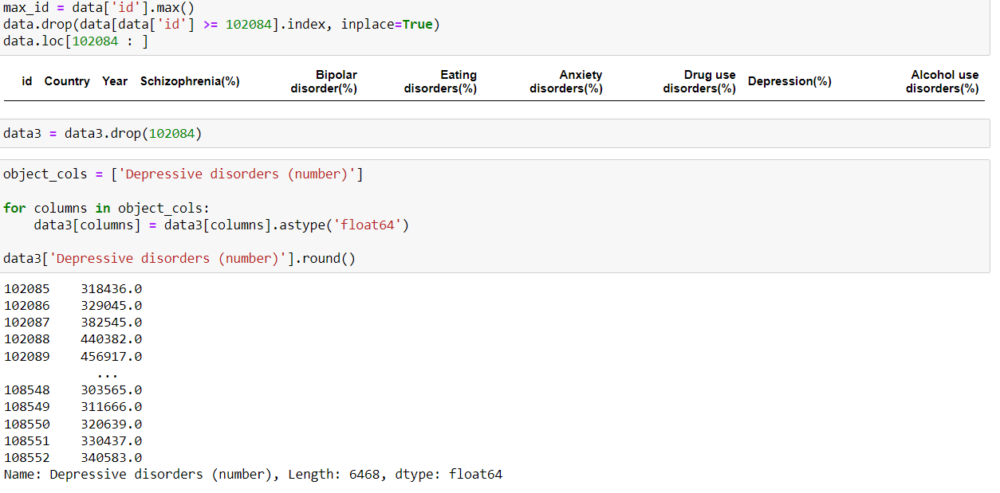 max_id = data['id'].max()
data.drop(data[data['id'] >= 102084].index, inplace=True)
data.loc[102084 : ]
id Country Year Schizophrenia(%) Bipolar disorder(%) Eating disorders(%) Anxiety disorders(%) Drug use disorders(%) Depression(%) Alcohol use disorders(%)
data3 = data3.drop(102084)
object_cols = ['Depressive disorders (number)']
for columns in object_cols:
    data3[columns] = data3[columns].astype('float64')
data3['Depressive disorders (number)'].round()
102085    318436.0
102086    329045.0
102087    382545.0
102088    440382.0
102089    456917.0
...
108548    303565.0
108549    311666.0
108550    320639.0
108551    330437.0
108552    340583.0
Name: Depressive disorders (number), Length: 6468, dtype: float64